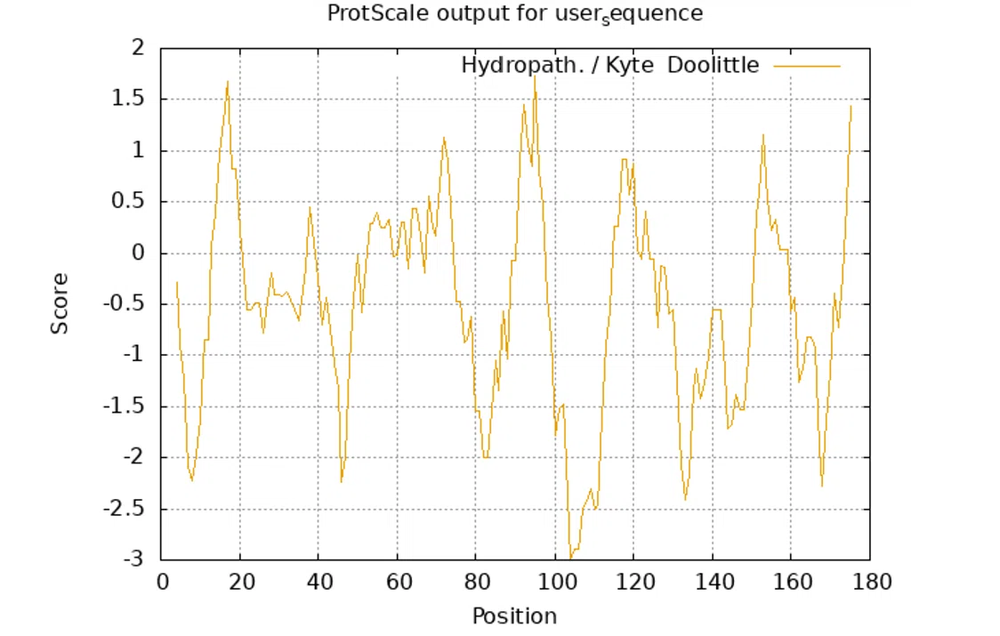 ProtScale output for user_sequence
Hydropath. / Kyte Doolittle
2
1.5
1
0.5
0
-0.5
-1
-1.5
-2
-2.5
-3
Score
0 20 40 60 80 100 120 140 160 180
Position